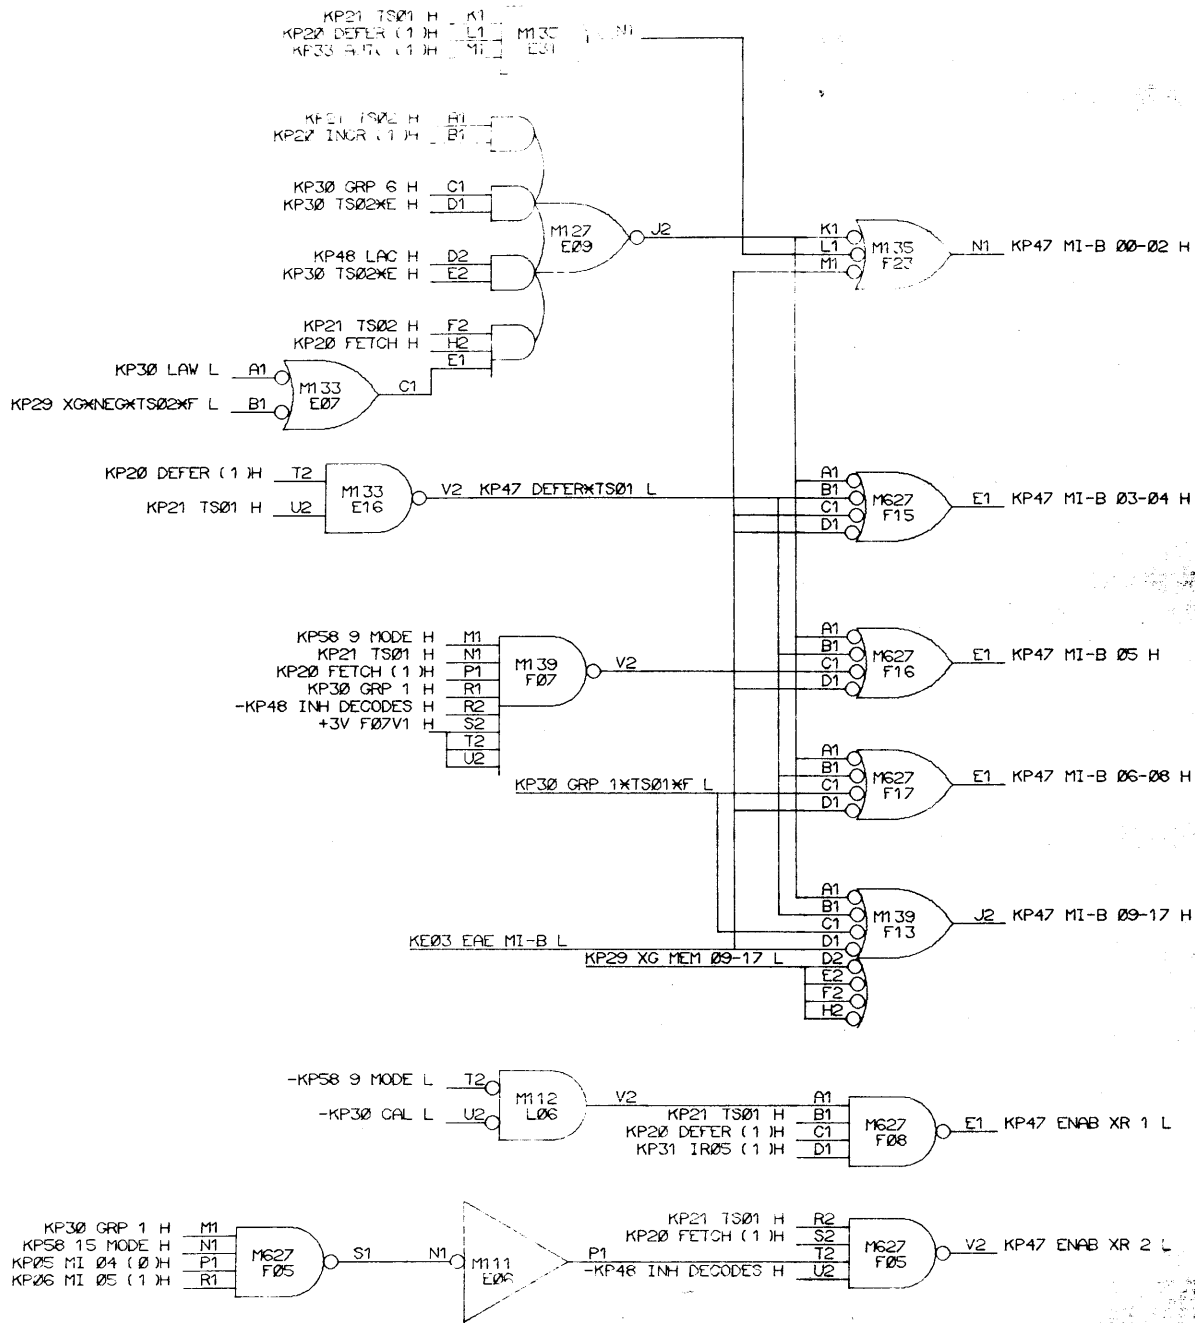 KP21 TS01 H K1
KP20 DEFER (1)H L1 M135 N1
KP33 (1)H M1 E31
KP21 TS02 H A1
KP20 INCR (1)H B1
KP30 GRP 6 H C1
KP30 TS02*E H D1
M127
E09
J2
KP48 LAC H D2
KP30 TS02*E H E2
K1
L1
M1
M135
F23
N1 KP47 MI-B 00-02 H
KP21 TS02 H F2
KP20 FETCH H H2
E1
KP30 LAW L A1
M133
E07
C1
KP29 XG*NEG*TS02*F L B1
KP20 DEFER (1)H T2
KP21 TS01 H U2
M133
E16
V2 KP47 DEFER*TS01 L
A1
B1
C1
D1
M627
F15
E1 KP47 MI-B 03-04 H
KP58 9 MODE H M1
KP21 TS01 H N1
KP20 FETCH (1)H P1
KP30 GRP 1 H R1
-KP48 INH DECODES H R2
+3V F07V1 H S2
T2
U2
M139
F07
V2
A1
B1
C1
D1
M627
F16
E1 KP47 MI-B 05 H
KP30 GRP 1*TS01*F L
A1
B1
C1
D1
M627
F17
E1 KP47 MI-B 06-08 H
KE03 EAE MI-B L
KP29 XG MEM 09-17 L
A1
B1
C1
D1
D2
E2
F2
H2
M139
F13
J2 KP47 MI-B 09-17 H
-KP58 9 MODE L T2
-KP30 CAL L U2
M112
L06
V2 A1
KP21 TS01 H B1
KP20 DEFER (1)H C1
KP31 IR05 (1)H D1
M627
F08
E1 KP47 ENAB XR 1 L
KP30 GRP 1 H M1
KP58 15 MODE H N1
KP05 MI 04 (0)H P1
KP06 MI 05 (1)H R1
M627
F05
S1 N1
M111
E06
P1
KP21 TS01 H R2
KP20 FETCH (1)H S2
T2
-KP48 INH DECODES H U2
M627
F05
V2 KP47 ENAB XR 2 L